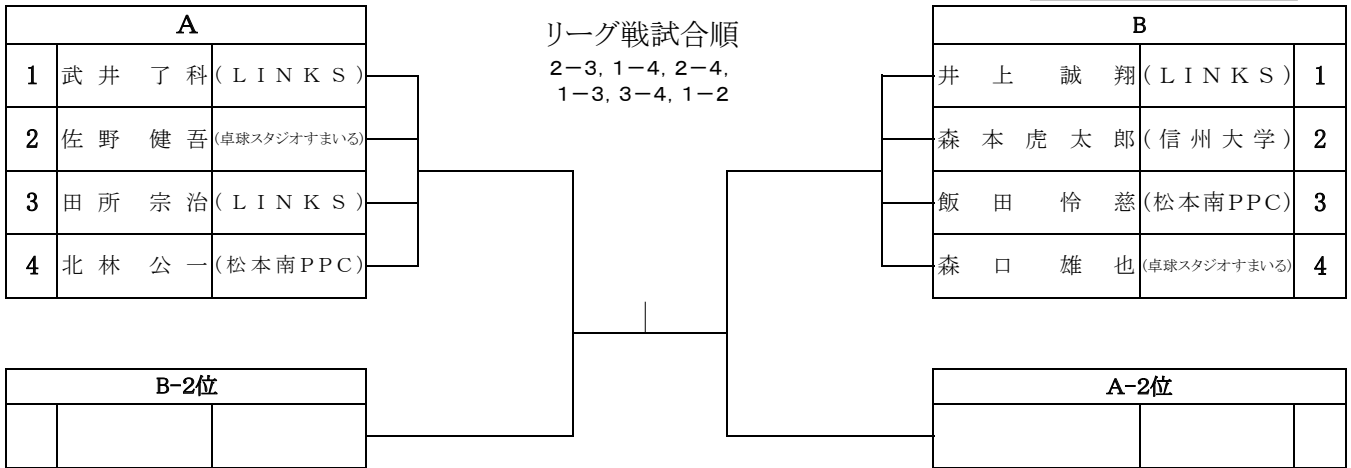 A
1 武井 了科 (LINKS)
2 佐野 健吾 (卓球スタジオすまいる)
3 田所 宗治 (LINKS)
4 北林 公一 (松本南PPC)
リーグ戦試合順
2−3, 1−4, 2−4,
1−3, 3−4, 1−2
B
井上 誠翔 (LINKS) 1
森本虎太郎 (信州大学) 2
飯田 怜慈 (松本南PPC) 3
森口 雄也 (卓球スタジオすまいる) 4
B-2位
A-2位